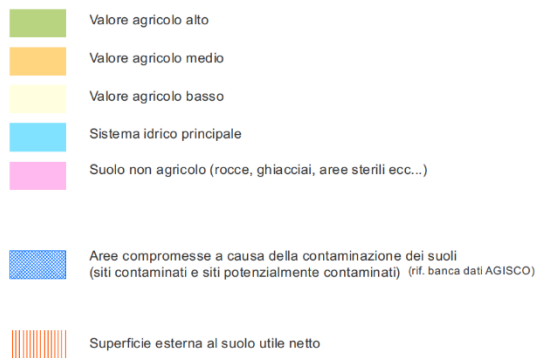 Valore agricolo alto
Valore agricolo medio
Valore agricolo basso
Sistema idrico principale
Suolo non agricolo (rocce, ghiacciai, aree sterili ecc...)
Aree compromesse a causa della contaminazione dei suoli
(siti contaminati e siti potenzialmente contaminati) (rif. banca dati AGISCO)
Superficie esterna al suolo utile netto